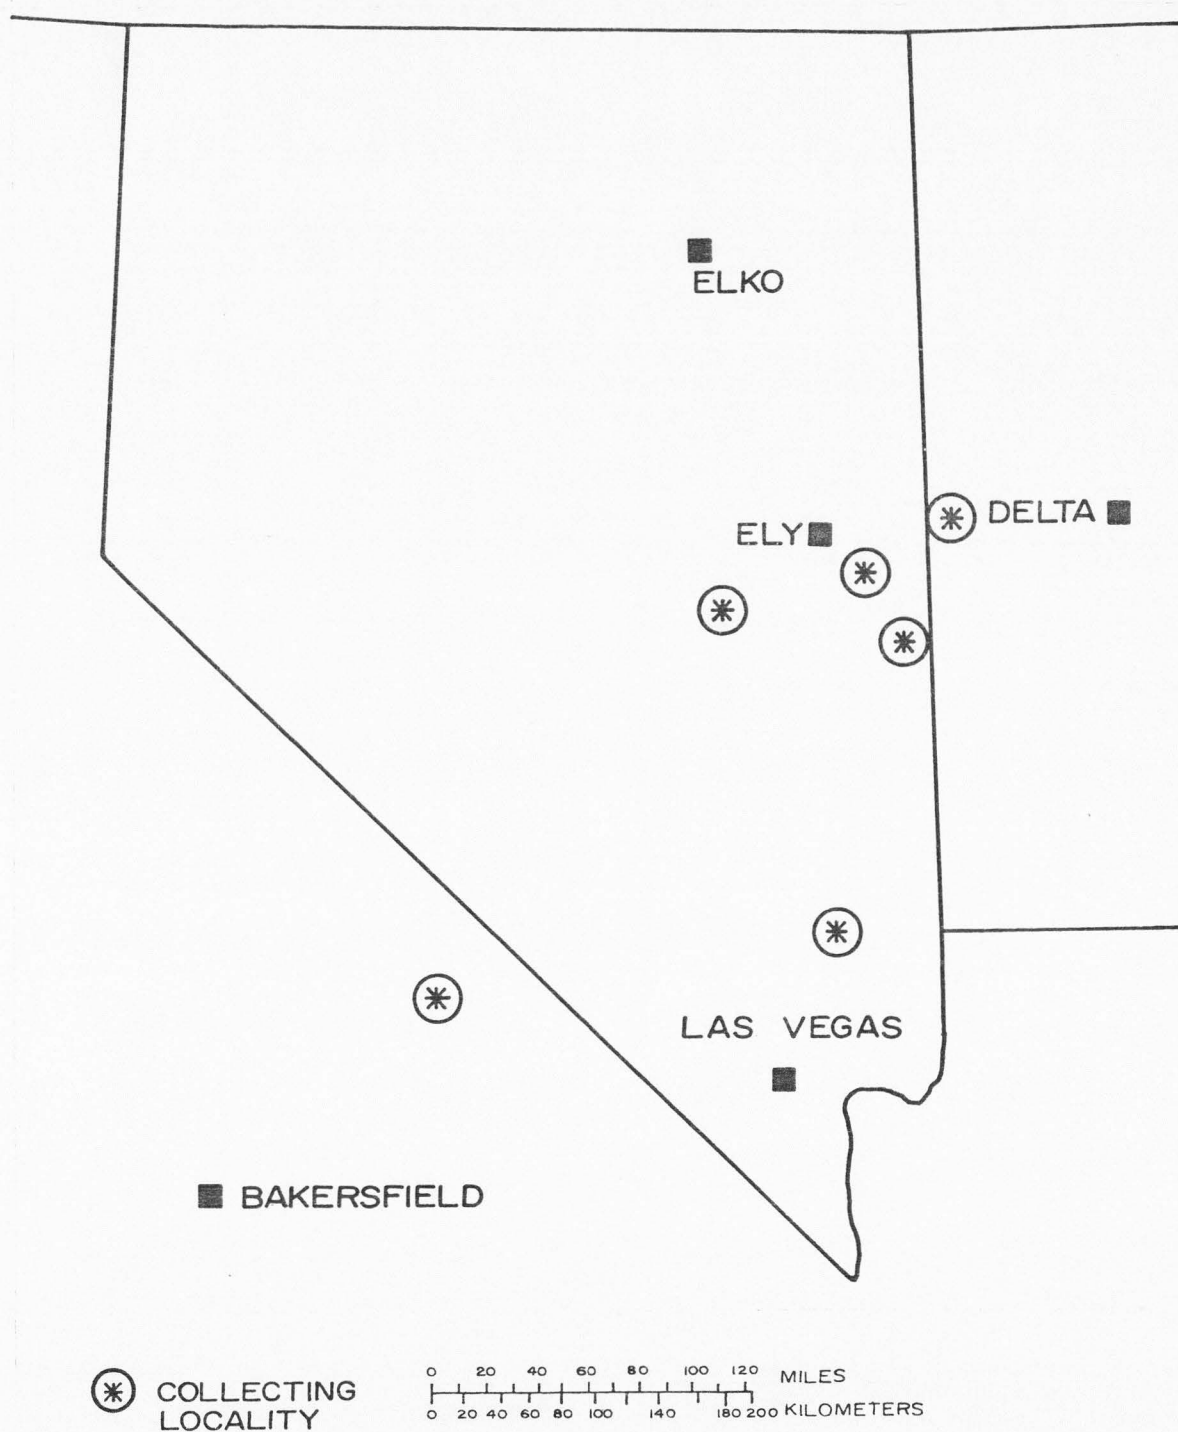 ELKO
DELTA
ELY
LAS VEGAS
BAKERSFIELD
0 20 40 60 80 100 120 MILES
COLLECTING
LOCALITY
0 20 40 60 80 100 140 180 200 KILOMETERS